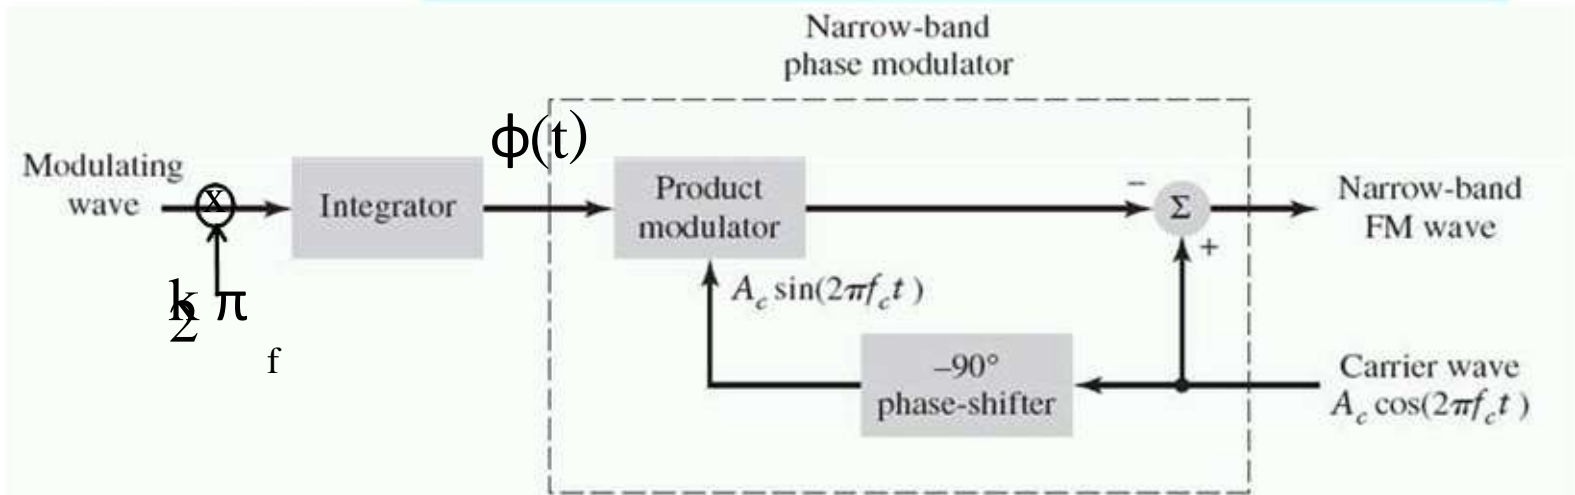 Narrow-band
phase modulator
ϕ(t)
Modulating
wave
x
Integrator
Product
modulator
−
Σ
+
Narrow-band
FM wave
k
2
π
f
A_c sin(2πf_c t )
−90°
phase-shifter
Carrier wave
A_c cos(2πf_c t )